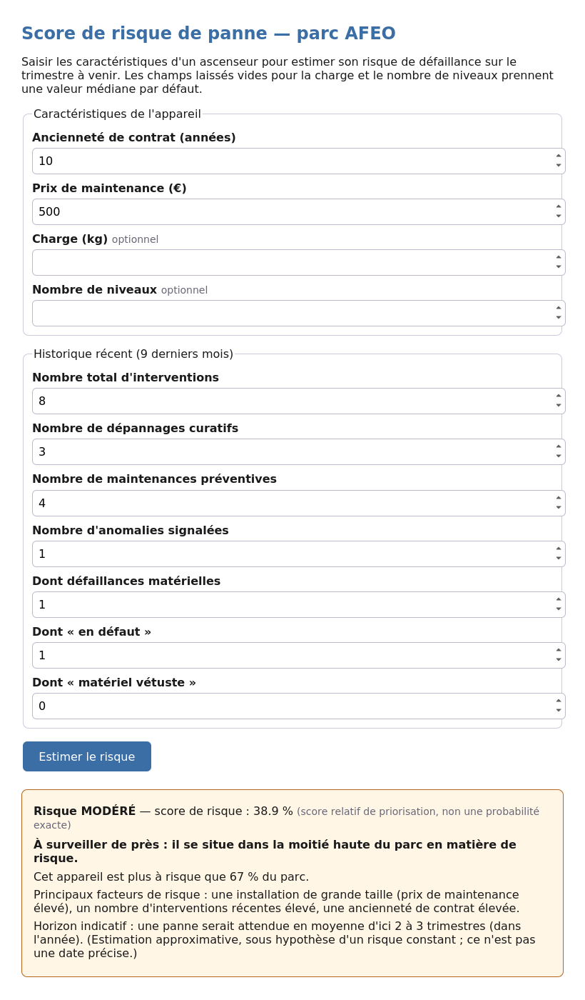 Score de risque de panne — parc AFEO
Saisir les caractéristiques d'un ascenseur pour estimer son risque de défaillance sur le
trimestre à venir. Les champs laissés vides pour la charge et le nombre de niveaux prennent
une valeur médiane par défaut.
Caractéristiques de l'appareil
Ancienneté de contrat (années)
10
Prix de maintenance (€)
500
Charge (kg) optionnel
Nombre de niveaux optionnel
Historique récent (9 derniers mois)
Nombre total d'interventions
8
Nombre de dépannages curatifs
3
Nombre de maintenances préventives
4
Nombre d'anomalies signalées
1
Dont défaillances matérielles
1
Dont « en défaut »
1
Dont « matériel vétuste »
0
Estimer le risque
Risque MODÉRÉ — score de risque : 38.9 % (score relatif de priorisation, non une probabilité
exacte)
À surveiller de près : il se situe dans la moitié haute du parc en matière de
risque.
Cet appareil est plus à risque que 67 % du parc.
Principaux facteurs de risque : une installation de grande taille (prix de maintenance
élevé), un nombre d'interventions récentes élevé, une ancienneté de contrat élevée.
Horizon indicatif : une panne serait attendue en moyenne d'ici 2 à 3 trimestres (dans
l'année). (Estimation approximative, sous hypothèse d'un risque constant ; ce n'est pas
une date précise.)